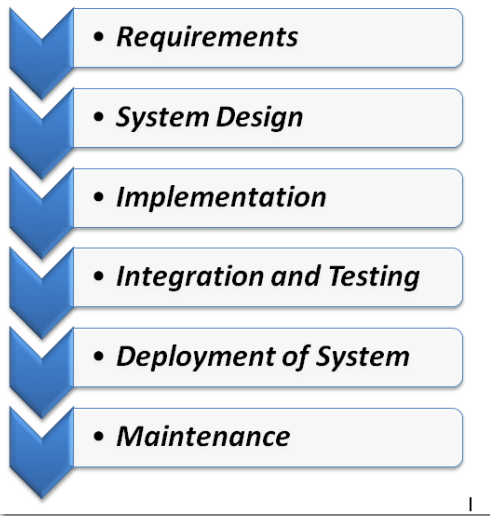 • Requirements
• System Design
• Implementation
• Integration and Testing
• Deployment of System
• Maintenance